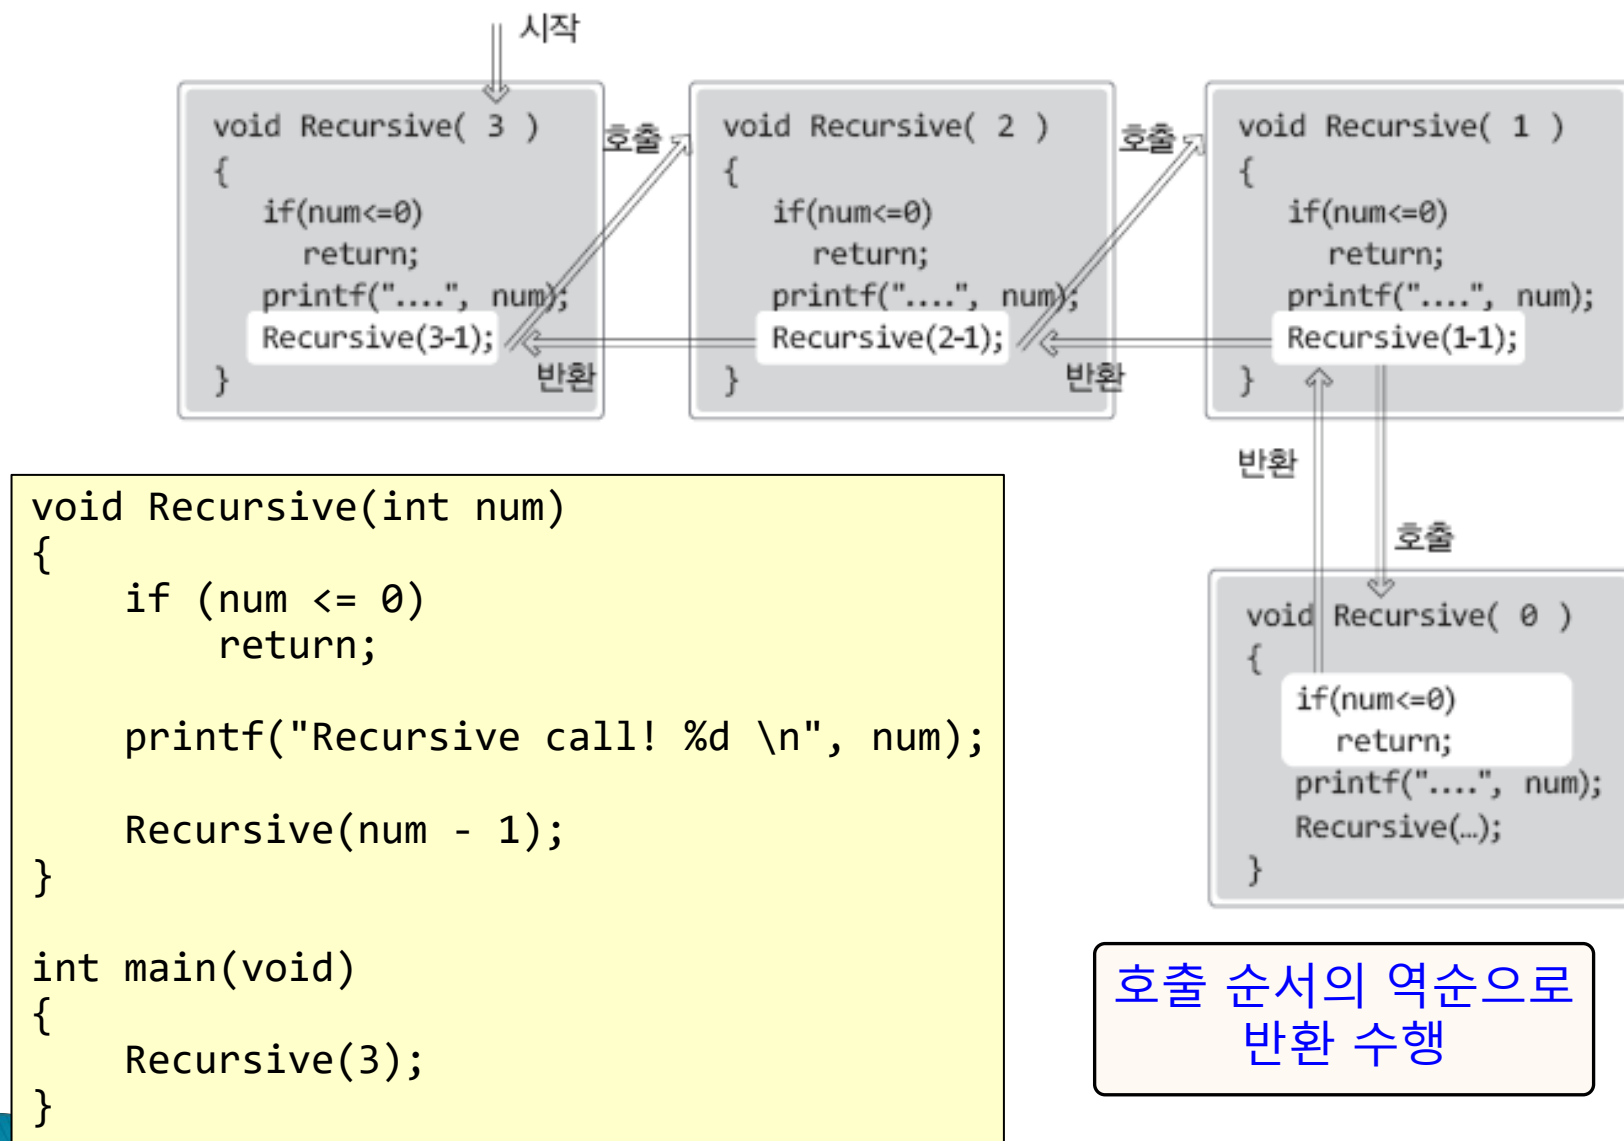 시작
void Recursive( 3 )
{
if(num<=0)
return;
printf("....", num);
Recursive(3-1);
}
호출
반환
void Recursive( 2 )
{
if(num<=0)
return;
printf("....", num);
Recursive(2-1);
}
호출
반환
void Recursive( 1 )
{
if(num<=0)
return;
printf("....", num);
Recursive(1-1);
}
반환
호출
void Recursive( 0 )
{
if(num<=0)
return;
printf("....", num);
Recursive(…);
}
void Recursive(int num)
{
if (num <= 0)
return;
printf("Recursive call! %d \n", num);
Recursive(num - 1);
}
int main(void)
{
Recursive(3);
}
호출 순서의 역순으로
반환 수행